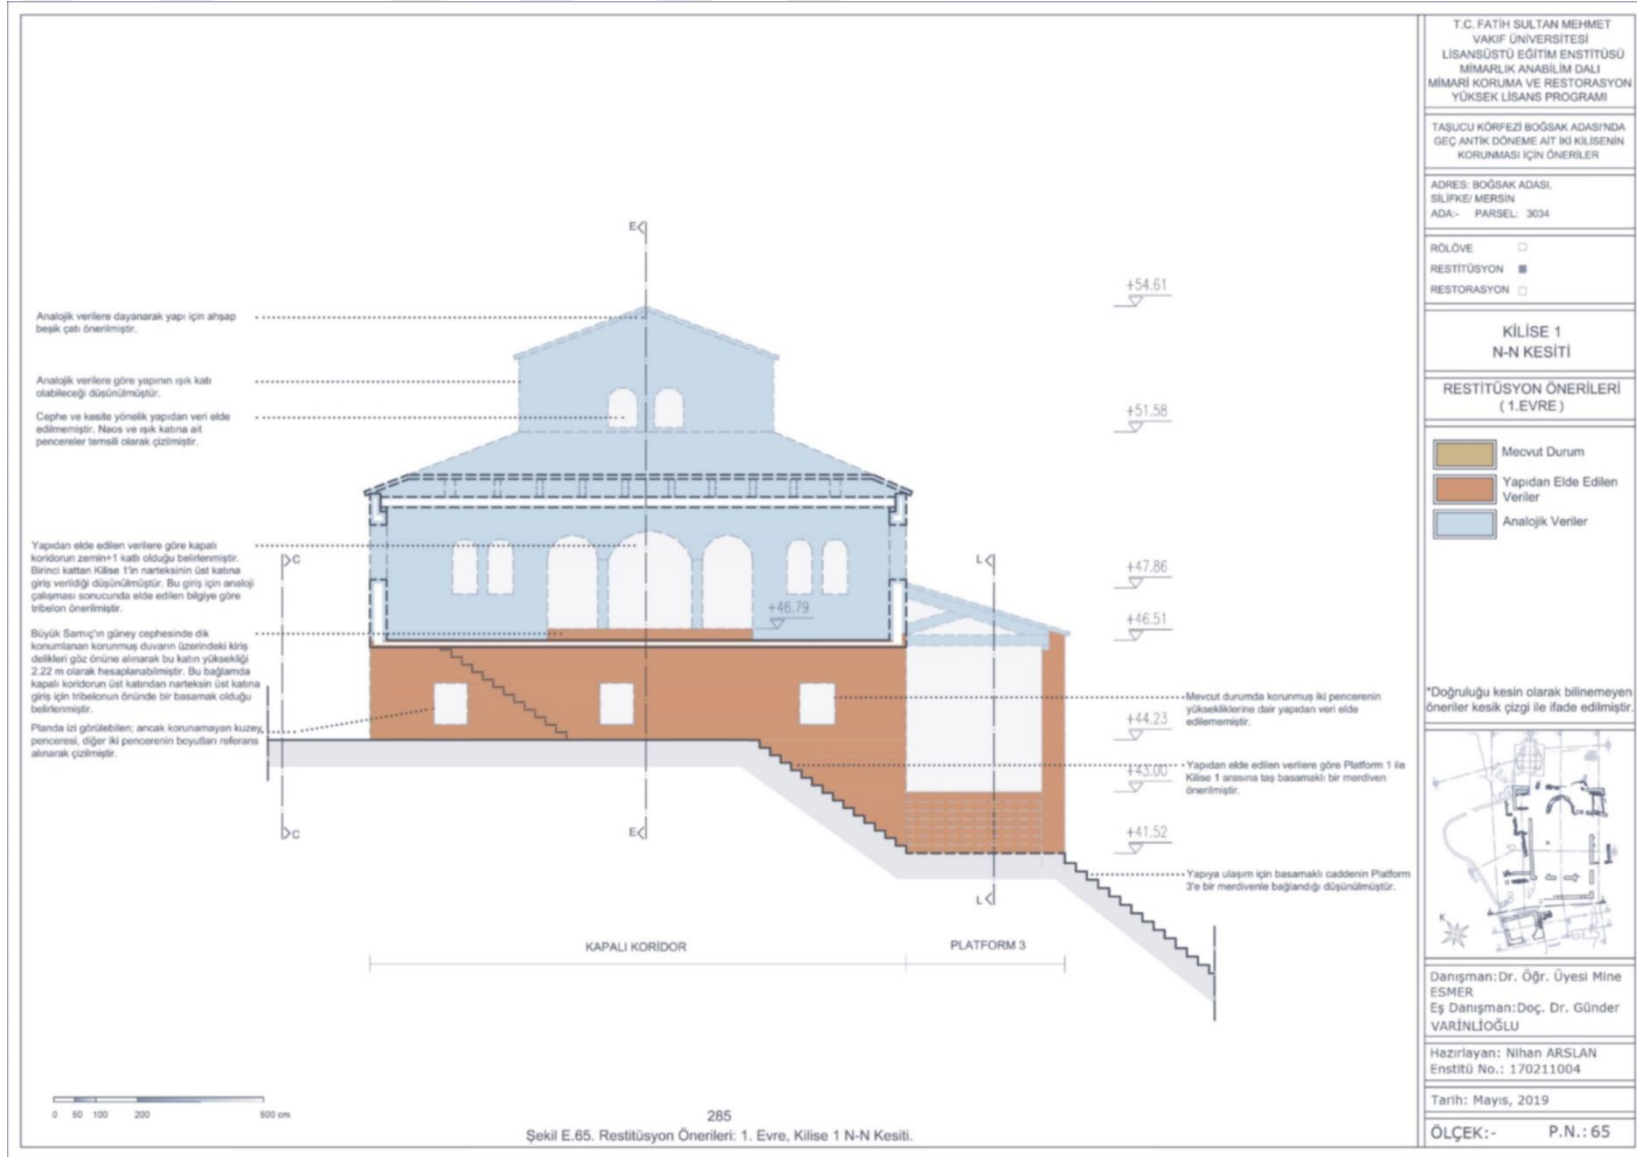 E
Analojik verilere dayanarak yapı için ahşap
beşik çatı önerilmiştir.
Analojik verilere göre yapının ışık katı
olabileceği düşünülmüştür.
Cephe ve kesite yönelik yapıdan veri elde
edilmemiştir. Naos ve ışık katına ait
pencereler temsili olarak çizilmiştir.
Yapıdan elde edilen verilere göre kapalı
koridorun zemin+1 katlı olduğu belirlenmiştir.
Birinci kattan Kilise 1'in narteksinin üst katına
giriş verildiği düşünülmüştür. Bu giriş için analoji
çalışması sonucunda elde edilen bilgiye göre
tribelon önerilmiştir.
Büyük Sarnıç'ın güney cephesinde dik
konumlanan korunmuş duvarın üzerindeki kiriş
delikleri göz önüne alınarak bu katın yüksekliği
2.22 m olarak hesaplanabilmiştir. Bu bağlamda
kapalı koridorun üst katından narteksin üst katına
giriş için tribelonun önünde bir basamak olduğu
belirlenmiştir.
Planda izi görülebilen; ancak korunamayan kuzey
penceresi, diğer iki pencerenin boyutları referans
alınarak çizilmiştir.
C
C
L
+46.79
E
L
+54.61
+51.58
+47.86
+46.51
+44.23
+43.00
+41.52
Mevcut durumda korunmuş iki pencerenin
yüksekliklerine dair yapıdan veri elde
edilememiştir.
Yapıdan elde edilen verilere göre Platform 1 ile
Kilise 1 arasına taş basamaklı bir merdiven
önerilmiştir.
Yapıya ulaşım için basamaklı caddenin Platform
3'e bir merdivenle bağlandığı düşünülmüştür.
KAPALI KORİDOR
PLATFORM 3
0 50 100 200 500 cm
285
Şekil E.65. Restitüsyon Önerileri: 1. Evre, Kilise 1 N-N Kesiti.
T.C. FATİH SULTAN MEHMET
VAKIF ÜNİVERSİTESİ
LİSANSÜSTÜ EĞİTİM ENSTİTÜSÜ
MİMARLIK ANABİLİM DALI
MİMARİ KORUMA VE RESTORASYON
YÜKSEK LİSANS PROGRAMI
TAŞUCU KÖRFEZİ BOĞSAK ADASI'NDA
GEÇ ANTİK DÖNEME AİT İKİ KİLİSENİN
KORUNMASI İÇİN ÖNERİLER
ADRES: BOĞSAK ADASI,
SİLİFKE/ MERSİN
ADA:- PARSEL: 3034
RÖLÖVE
RESTİTÜSYON
RESTORASYON
KİLİSE 1
N-N KESİTİ
RESTİTÜSYON ÖNERİLERİ
( 1.EVRE )
Mevcut Durum
Yapıdan Elde Edilen
Veriler
Analojik Veriler
*Doğruluğu kesin olarak bilinemeyen
öneriler kesik çizgi ile ifade edilmiştir.
K
Danışman:Dr. Öğr. Üyesi Mine
ESMER
Eş Danışman:Doç. Dr. Günder
VARİNLİOĞLU
Hazırlayan: Nihan ARSLAN
Enstitü No.: 170211004
Tarih: Mayıs, 2019
ÖLÇEK:- P.N.: 65